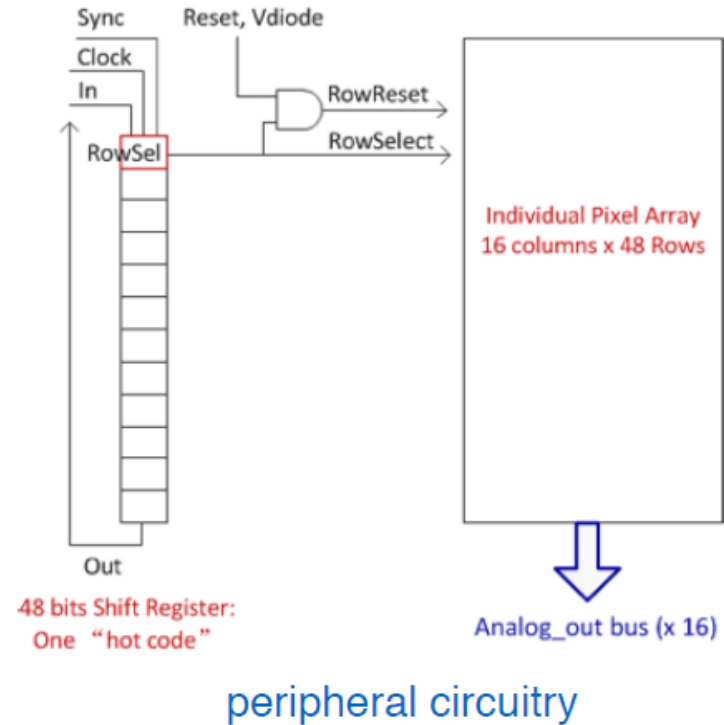 Sync
Reset, Vdiode
Clock
In
RowReset
RowSelect
RowSel
Individual Pixel Array
16 columns x 48 Rows
Out
48 bits Shift Register:
One “hot code”
Analog_out bus (x 16)
peripheral circuitry